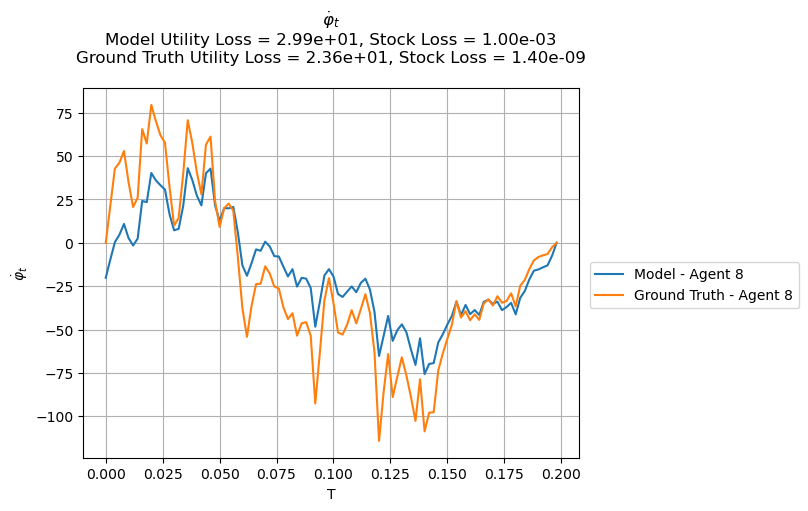 φ̇_t
Model Utility Loss = 2.99e+01, Stock Loss = 1.00e-03
Ground Truth Utility Loss = 2.36e+01, Stock Loss = 1.40e-09
75
50
25
0
−25
−50
−75
−100
φ̇_t
0.000 0.025 0.050 0.075 0.100 0.125 0.150 0.175 0.200
T
Model - Agent 8
Ground Truth - Agent 8